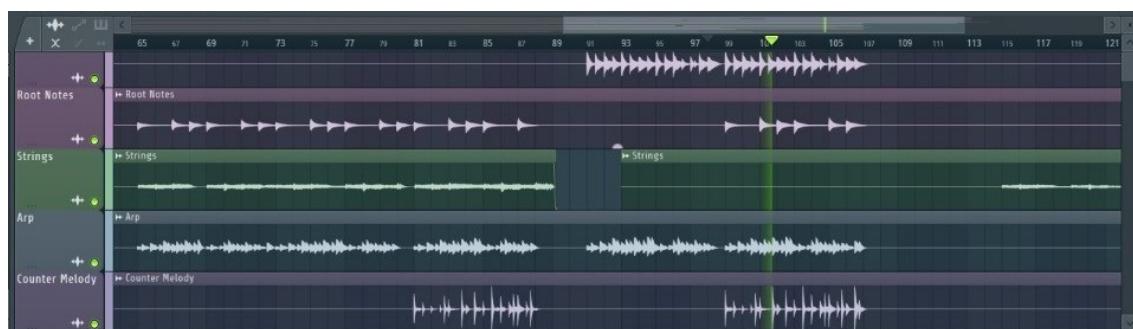 65 67 69 71 73 75 77 79 81 83 85 87 89 91 93 95 97 99 101 103 105 107 109 111 113 115 117 119 121
Root Notes Root Notes
Strings Strings Strings
Arp Arp
Counter Melody Counter Melody